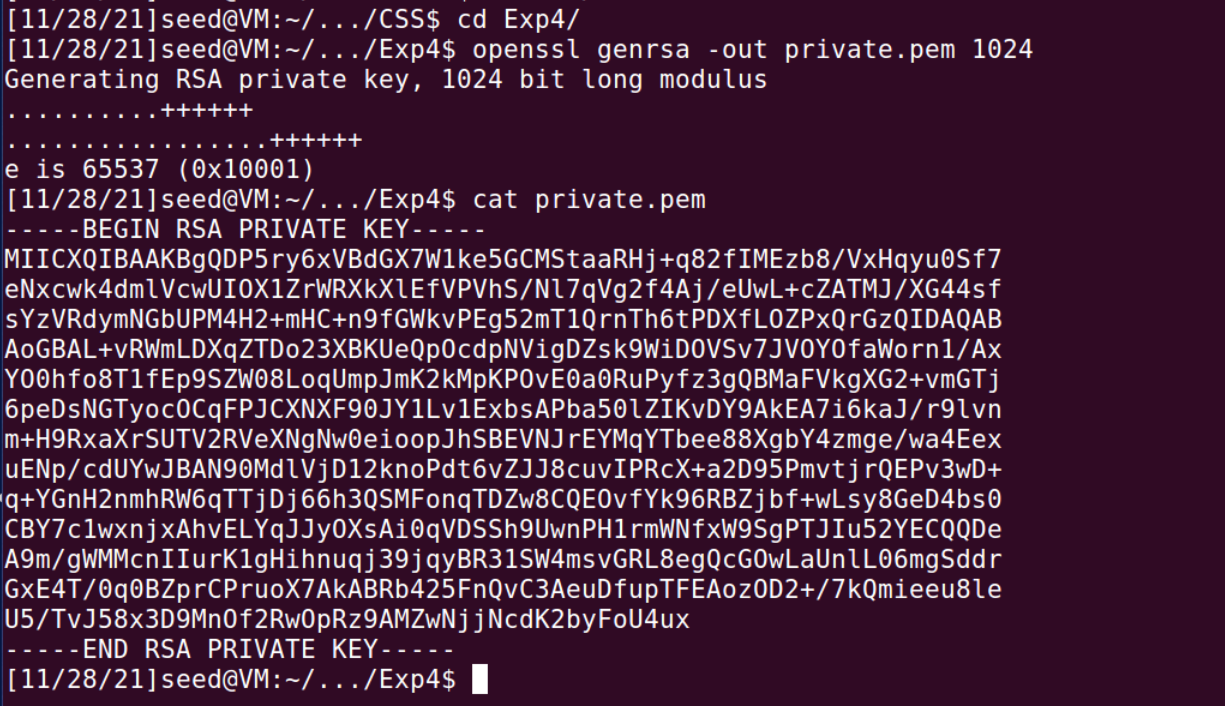 [11/28/21]seed@VM:~/.../CSS$ cd Exp4/
[11/28/21]seed@VM:~/.../Exp4$ openssl genrsa -out private.pem 1024
Generating RSA private key, 1024 bit long modulus
..........++++++
.................++++++
e is 65537 (0x10001)
[11/28/21]seed@VM:~/.../Exp4$ cat private.pem
-----BEGIN RSA PRIVATE KEY-----
MIICXQIBAAKBgQDP5ry6xVBdGX7W1ke5GCMStaaRHj+q82fIMEzb8/VxHqyu0Sf7
eNxcwk4dmlVcwUIOX1ZrWRXkXlEfVPVhS/Nl7qVg2f4Aj/eUwL+cZATMJ/XG44sf
sYzVRdymNGbUPM4H2+mHC+n9fGWkvPEg52mT1QrnTh6tPDXfLOZPxQrGzQIDAQAB
AoGBAL+vRWmLDXqZTDo23XBKUeQpOcdpNVigDZsk9WiDOVSv7JVOYOfaWorn1/Ax
YO0hfo8T1fEp9SZW08LoqUmpJmK2kMpKPOvE0a0RuPyfz3gQBMaFVkgXG2+vmGTj
6peDsNGTyocOCqFPJCXNXF90JY1Lv1ExbsAPba50lZIKvDY9AkEA7i6kaJ/r9lvn
m+H9RxaXrSUTV2RVeXNgNw0eioopJhSBEVNJrEYMqYTbee88XgbY4zmge/wa4Eex
uENp/cdUYwJBAN90MdlVjD12knoPdt6vZJJ8cuvIPRcX+a2D95PmvtjrQEPv3wD+
q+YGnH2nmhRW6qTTjDj66h3QSMFonqTDZw8CQEOvfYk96RBZjbf+wLsy8GeD4bs0
CBY7c1wxnjxAhvELYqJJyOXsAi0qVDSSh9UwnPH1rmWNfxW9SgPTJIu52YECQQDe
A9m/gWMMcnIIurK1gHihnuqj39jqyBR31SW4msvGRL8egQcGOwLaUnlL06mgSddr
GxE4T/0q0BZprCPruoX7AkABRb425FnQvC3AeuDfupTFEAozOD2+/7kQmieeu8le
U5/TvJ58x3D9MnOf2RwOpRz9AMZwNjjNcdK2byFoU4ux
-----END RSA PRIVATE KEY-----
[11/28/21]seed@VM:~/.../Exp4$